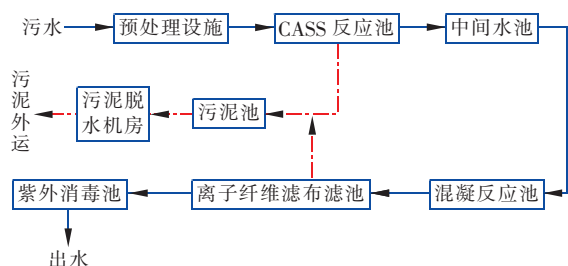 污水
预处理设施
CASS 反应池
中间水池
污泥外运
污泥脱
水机房
污泥池
紫外消毒池
离子纤维滤布滤池
混凝反应池
出水